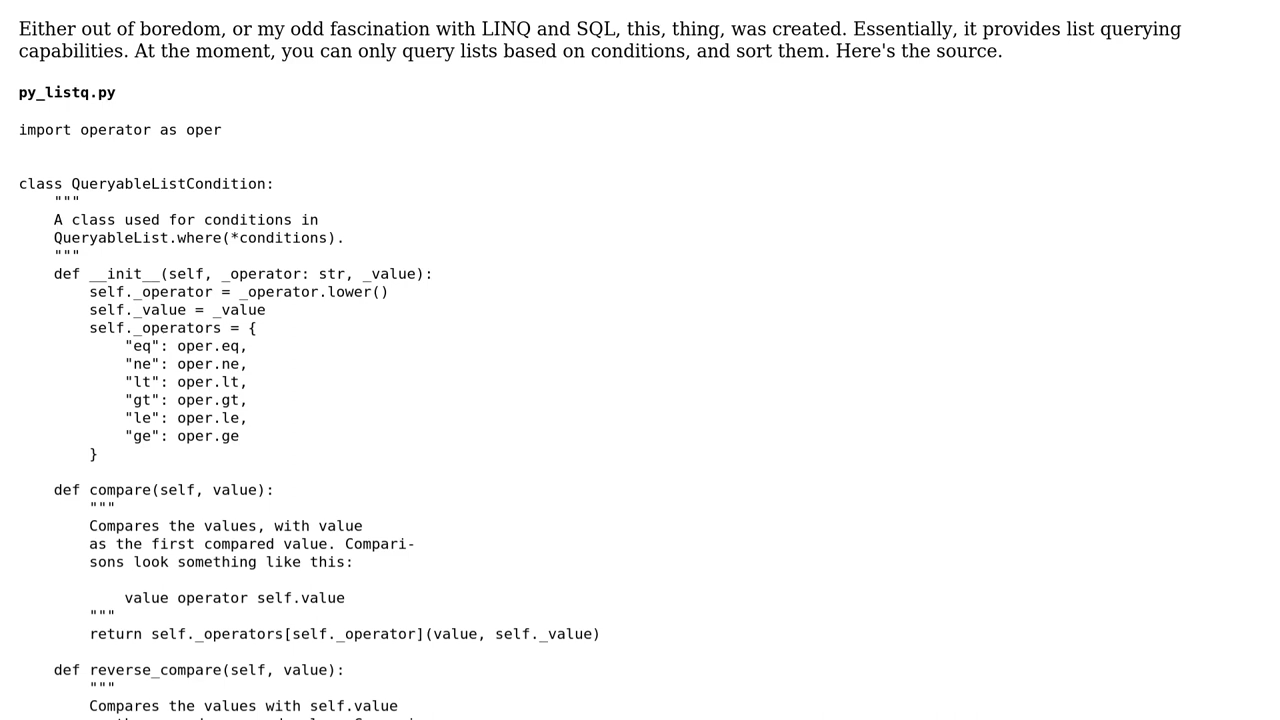 Either out of boredom, or my odd fascination with LINQ and SQL, this, thing, was created. Essentially, it provides list querying
capabilities. At the moment, you can only query lists based on conditions, and sort them. Here's the source.
py_listq.py
import operator as oper
class QueryableListCondition:
    """
    A class used for conditions in
    QueryableList.where(*conditions).
    """
    def __init__(self, _operator: str, _value):
        self._operator = _operator.lower()
        self._value = _value
        self._operators = {
            "eq": oper.eq,
            "ne": oper.ne,
            "lt": oper.lt,
            "gt": oper.gt,
            "le": oper.le,
            "ge": oper.ge
        }
    def compare(self, value):
        """
        Compares the values, with value
        as the first compared value. Compari-
        sons look something like this:
            value operator self.value
        """
        return self._operators[self._operator](value, self._value)
    def reverse_compare(self, value):
        """
        Compares the values with self.value